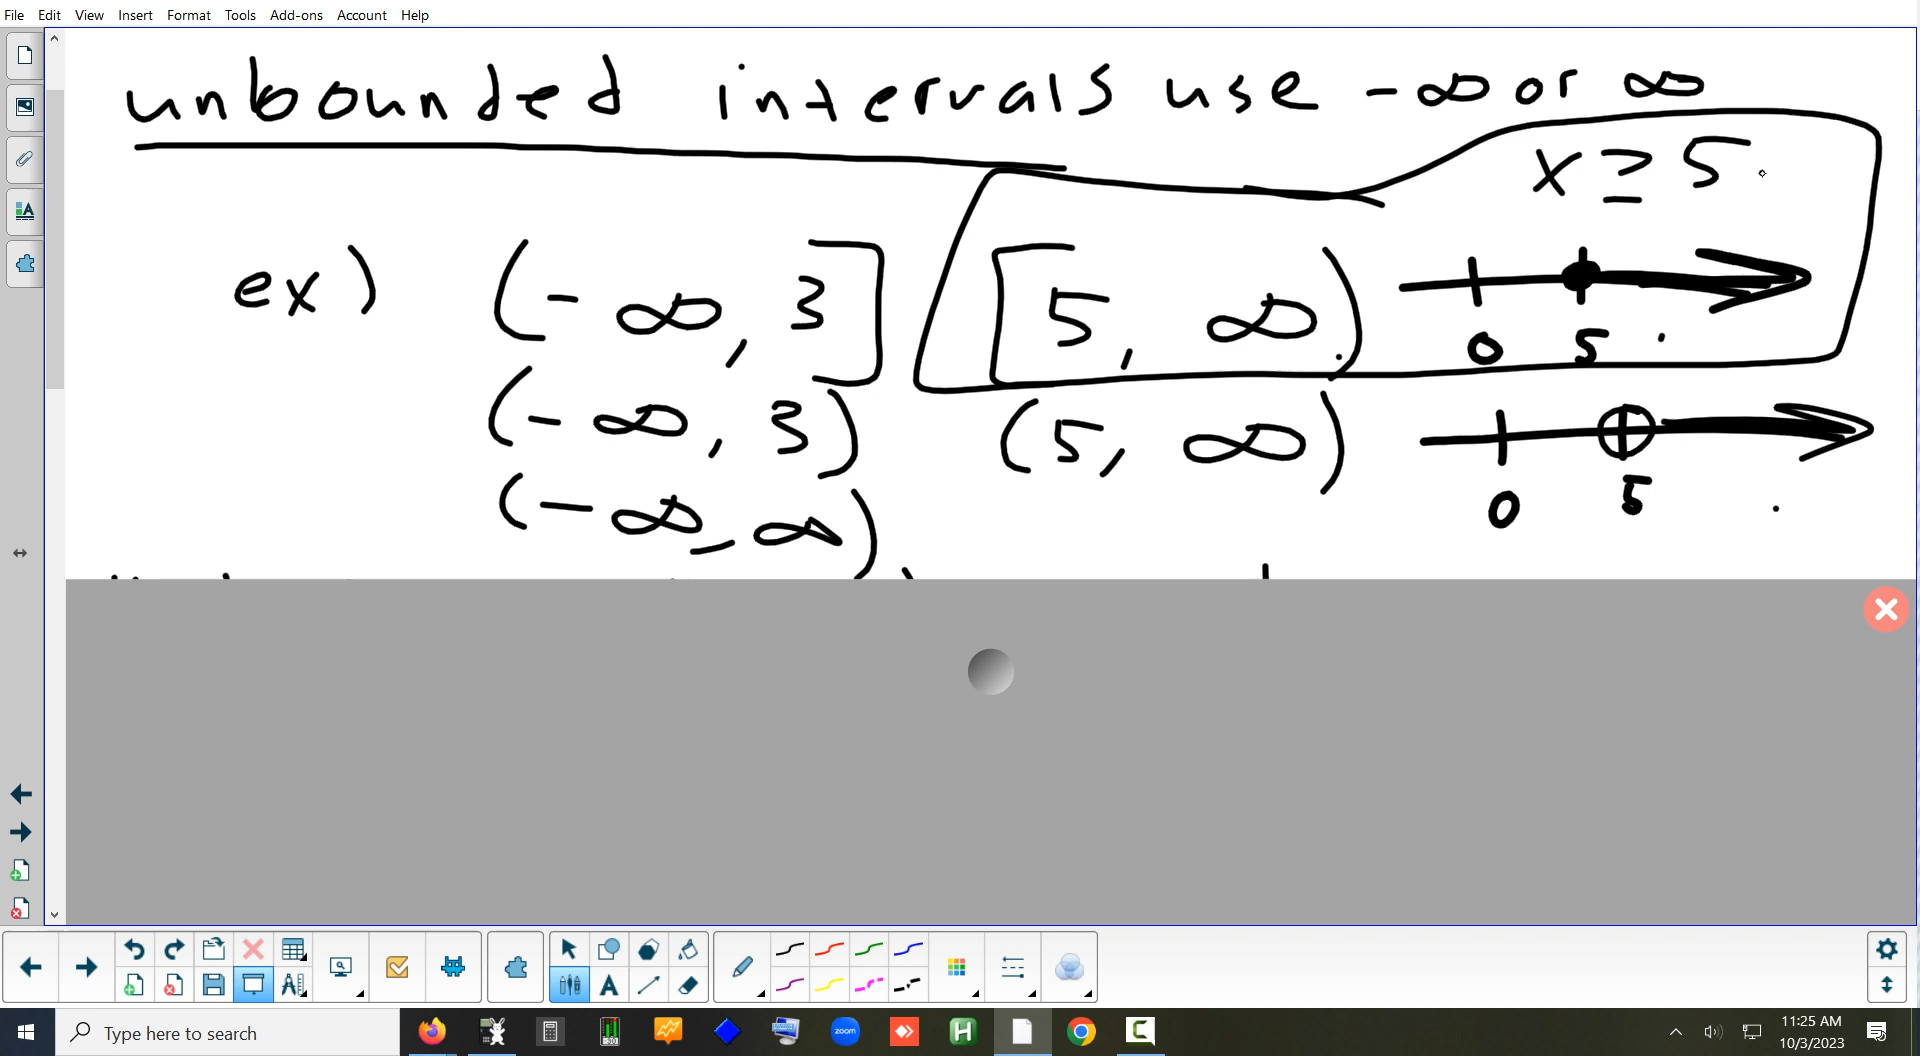 File Edit View Insert Format Tools Add-ons Account Help
unbounded intervals use -∞ or ∞
x ≥ 5
ex) (-∞, 3] [5, ∞)
0 5
(-∞, 3) (5, ∞)
0 5
(-∞, ∞)
Type here to search
zoom
11:25 AM
10/3/2023